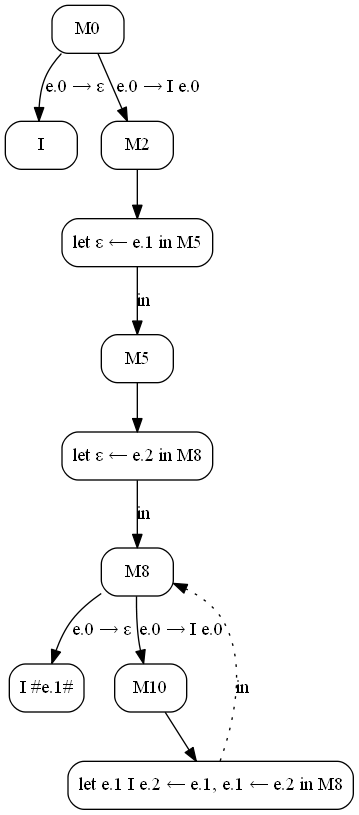 M0
e.0 → ε
e.0 → I e.0
I
M2
let ε ← e.1 in M5
in
M5
let ε ← e.2 in M8
in
M8
e.0 → ε
e.0 → I e.0
I #e.1#
M10
in
let e.1 I e.2 ← e.1, e.1 ← e.2 in M8